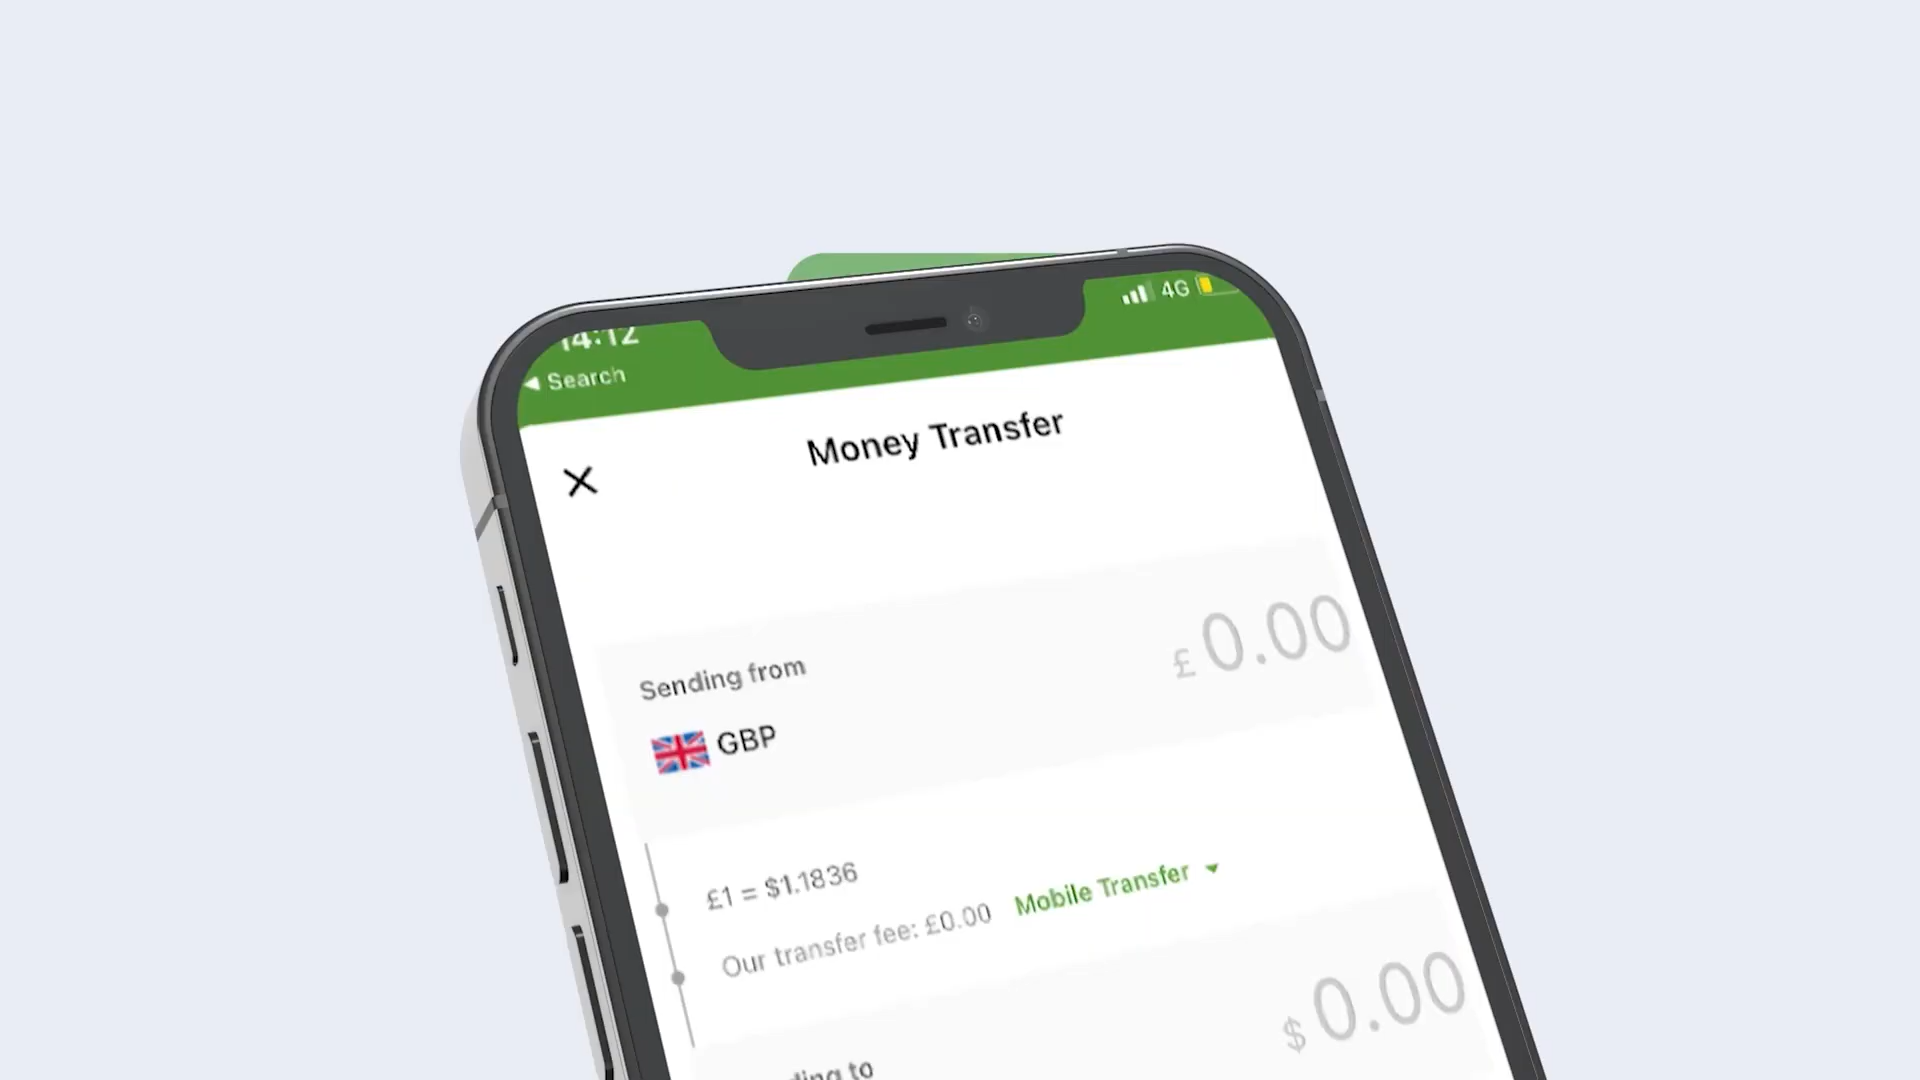 14:12
4G
◀ Search
Money Transfer
Sending from
£0.00
GBP
£1 = $1.1836
Our transfer fee: £0.00 Mobile Transfer
$0.00
to